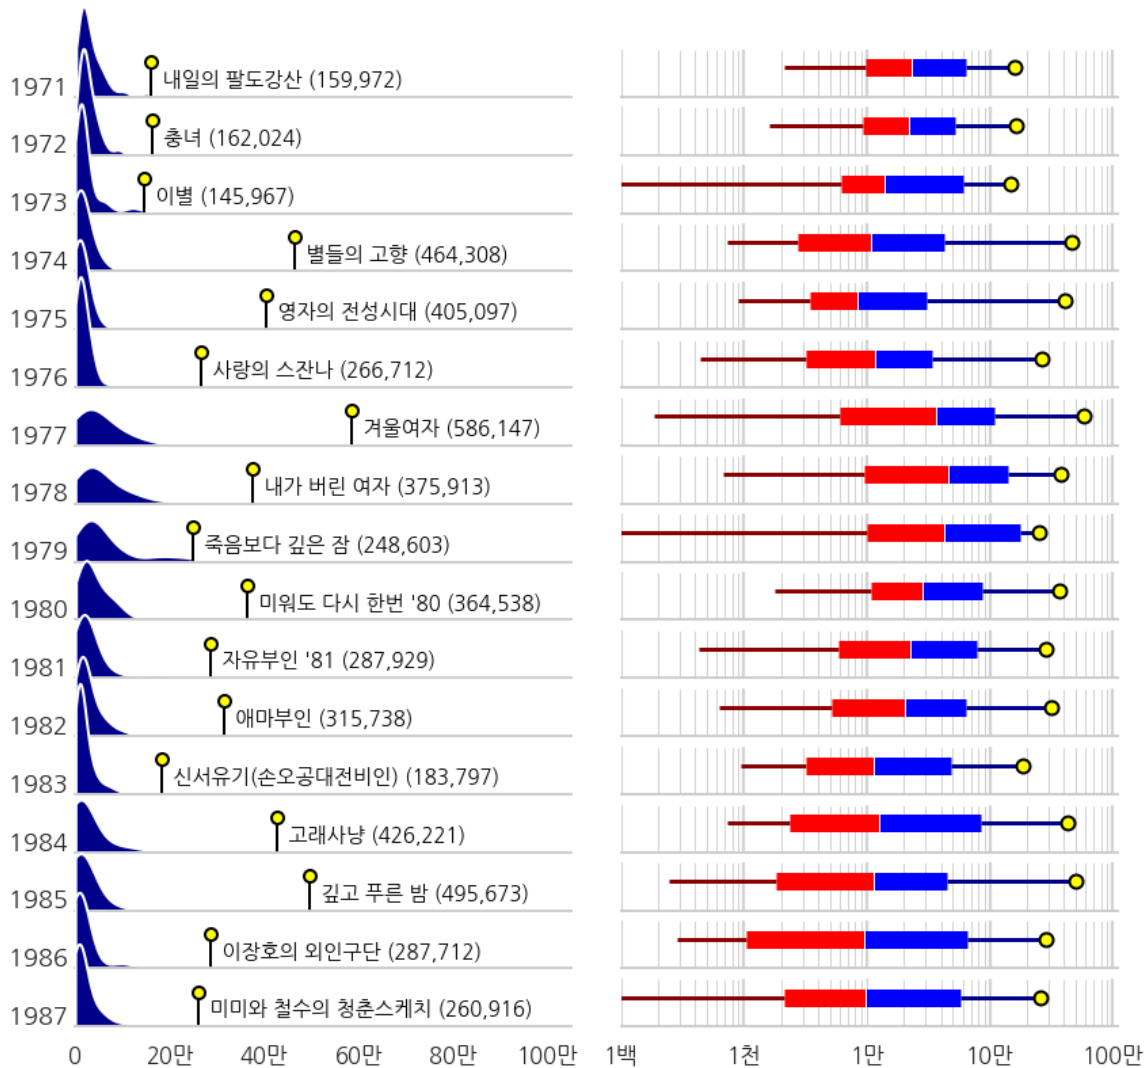 1971 내일의 팔도강산 (159,972)
1972 충녀 (162,024)
1973 이별 (145,967)
1974 별들의 고향 (464,308)
1975 영자의 전성시대 (405,097)
1976 사랑의 스잔나 (266,712)
1977 겨울여자 (586,147)
1978 내가 버린 여자 (375,913)
1979 죽음보다 깊은 잠 (248,603)
1980 미워도 다시 한번 '80 (364,538)
1981 자유부인 '81 (287,929)
1982 애마부인 (315,738)
1983 신서유기(손오공대전비인) (183,797)
1984 고래사냥 (426,221)
1985 깊고 푸른 밤 (495,673)
1986 이장호의 외인구단 (287,712)
1987 미미와 철수의 청춘스케치 (260,916)
0 20만 40만 60만 80만 100만 1백 1천 1만 10만 100만